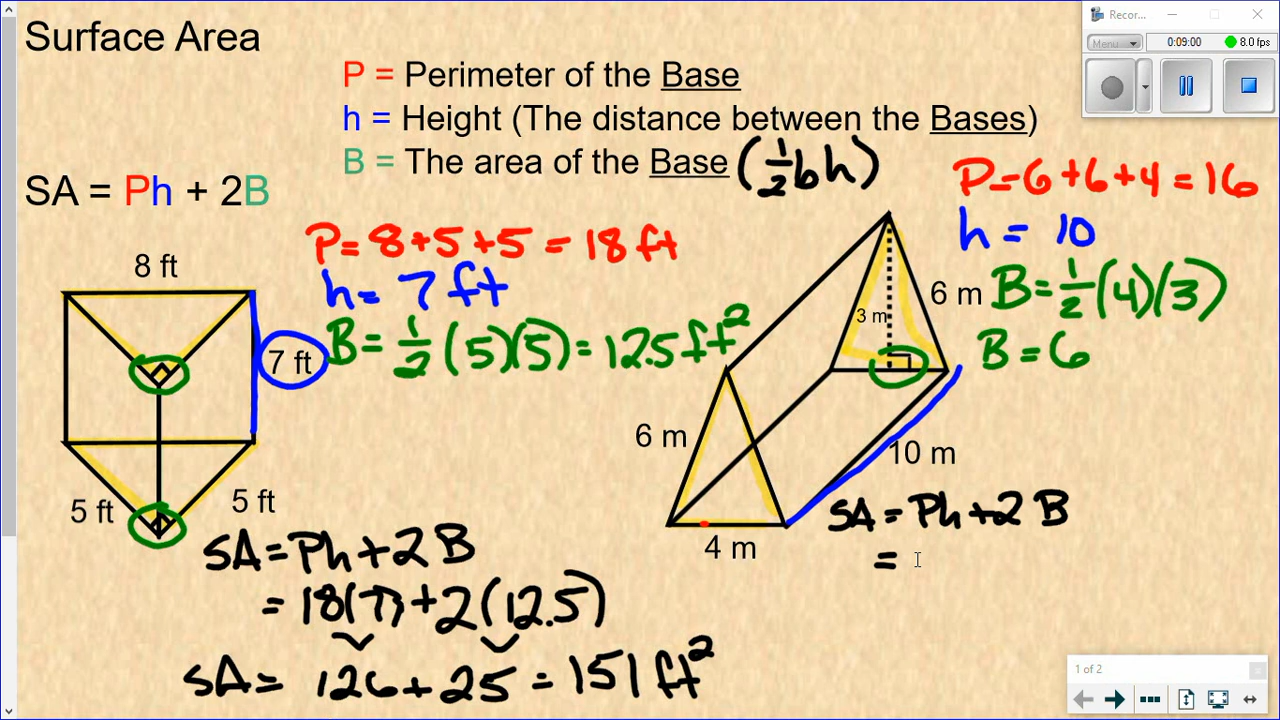 Surface Area
P = Perimeter of the Base
h = Height (The distance between the Bases)
B = The area of the Base (½bh)
SA = Ph + 2B
8 ft
P = 8+5+5 = 18 ft
h = 7 ft
B = ½ (5)(5) = 12.5 ft²
7 ft
5 ft
5 ft
SA = Ph + 2B
= 18(7) + 2(12.5)
SA = 126 + 25 = 151 ft²
P = 6+6+4 = 16
h = 10
6 m
B = ½(4)(3)
3 m
B = 6
6 m
10 m
4 m
SA = Ph + 2B
=
Recor...
Menu
0:09:00
8.0 fps
1 of 2